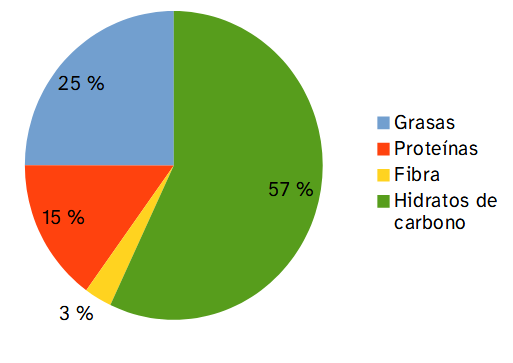 25 %
57 %
15 %
3 %
Grasas
Proteínas
Fibra
Hidratos de
carbono